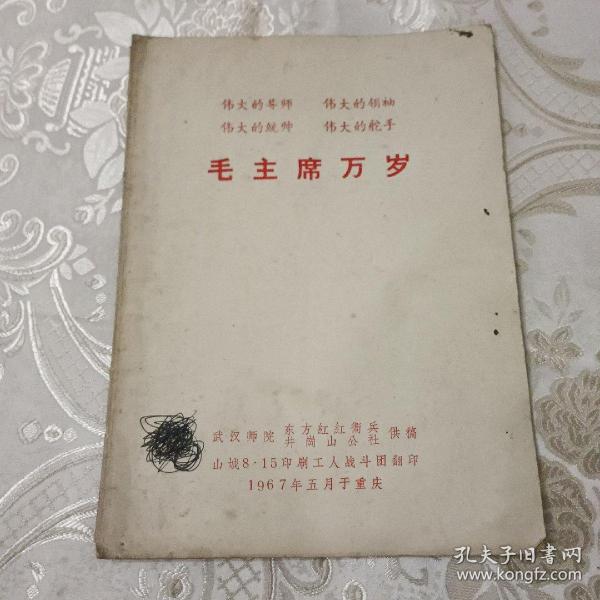 伟大的导师 伟大的领袖
伟大的统帅 伟大的舵手
毛主席万岁
武汉师院 东方红红衛兵 井崗山公社 供稿
山城8·15印刷工人战斗团翻印
1967年五月于重庆
孔夫子旧书网
www.kongfz.com